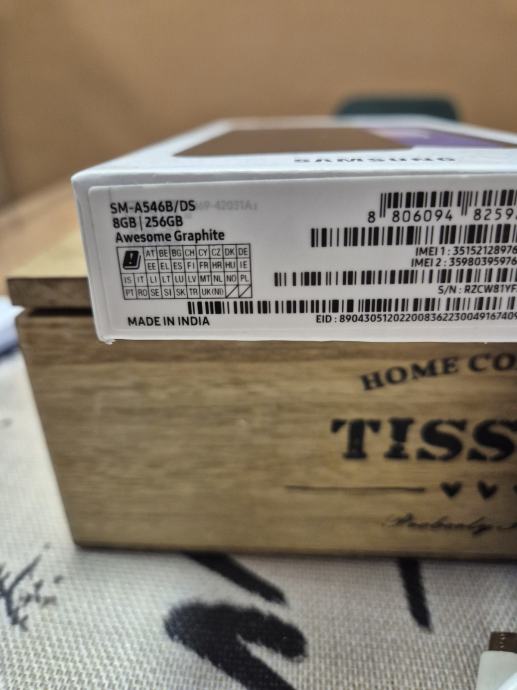 SAMSUNG
SM-A546B/DS
8GB | 256GB
Awesome Graphite
8 806094 8259
IMEI 1 : 35152128976
IMEI 2 : 35980395976
S/N : RZCW81YF
AT BE BG CH CY CZ DK DE
EE EL ES FI FR HR HU IE
IS IT LI LT LU LV MT NL NO PL
PT RO SE SI SK TR UK(NI)
MADE IN INDIA
EID : 89043051202200836223004916740
HOME CO
TISS
Probably